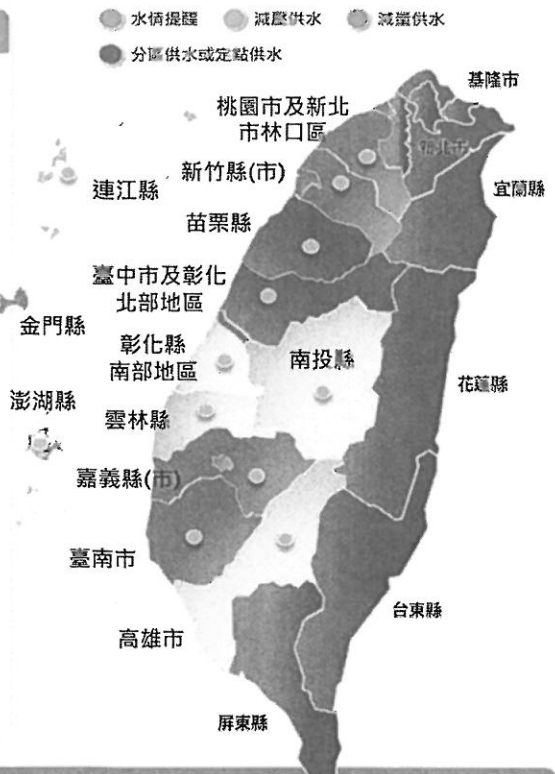 水情提醒 減壓供水 減量供水
分區供水或定點供水
基隆市
桃園市及新北
市林口區
新北市
新竹縣(市)
宜蘭縣
連江縣
苗栗縣
臺中市及彰化
北部地區
金門縣
彰化縣
南部地區
南投縣
花蓮縣
澎湖縣
雲林縣
嘉義縣(市)
臺南市
台東縣
高雄市
屏東縣